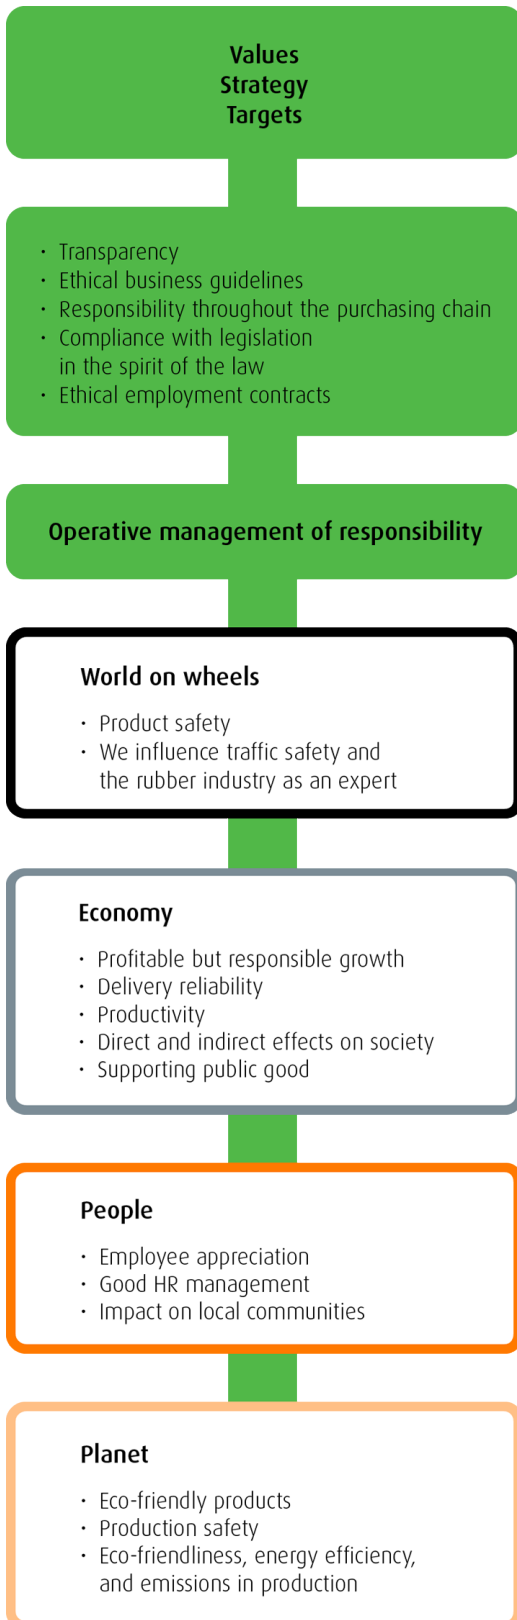 Values
Strategy
Targets
· Transparency
· Ethical business guidelines
· Responsibility throughout the purchasing chain
· Compliance with legislation
in the spirit of the law
· Ethical employment contracts
Operative management of responsibility
World on wheels
· Product safety
· We influence traffic safety and
the rubber industry as an expert
Economy
· Profitable but responsible growth
· Delivery reliability
· Productivity
· Direct and indirect effects on society
· Supporting public good
People
· Employee appreciation
· Good HR management
· Impact on local communities
Planet
· Eco-friendly products
· Production safety
· Eco-friendliness, energy efficiency,
and emissions in production